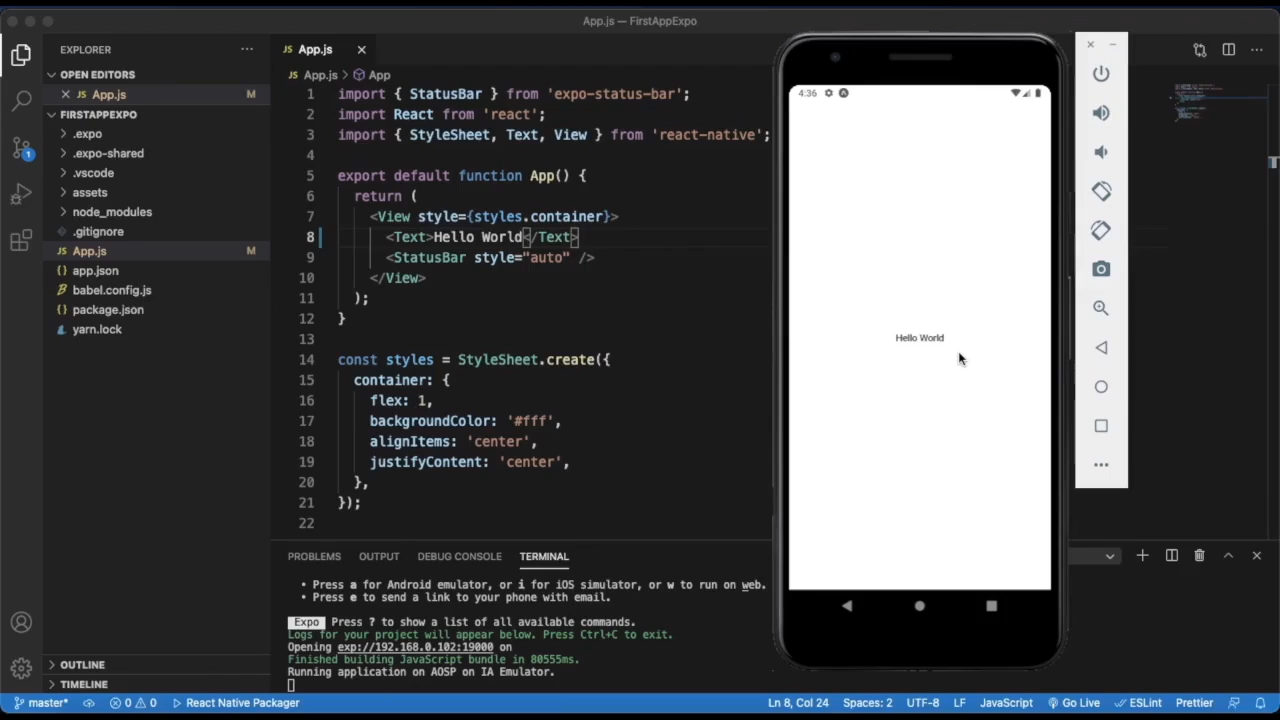 App.js — FirstAppExpo
EXPLORER
OPEN EDITORS
App.js M
FIRSTAPPEXPO
.expo
.expo-shared
.vscode
assets
node_modules
.gitignore
App.js M
app.json
babel.config.js
package.json
yarn.lock
OUTLINE
TIMELINE
JS App.js
JS App.js > App
1 import { StatusBar } from 'expo-status-bar';
2 import React from 'react';
3 import { StyleSheet, Text, View } from 'react-native';
4
5 export default function App() {
6 return (
7 <View style={styles.container}>
8 <Text>Hello World</Text>
9 <StatusBar style="auto" />
10 </View>
11 );
12 }
13
14 const styles = StyleSheet.create({
15 container: {
16 flex: 1,
17 backgroundColor: '#fff',
18 alignItems: 'center',
19 justifyContent: 'center',
20 },
21 });
22
4:36
Hello World
PROBLEMS OUTPUT DEBUG CONSOLE TERMINAL
• Press a for Android emulator, or i for iOS simulator, or w to run on web.
• Press e to send a link to your phone with email.
Expo Press ? to show a list of all available commands.
Logs for your project will appear below. Press Ctrl+C to exit.
Opening exp://192.168.0.102:19000 on
Finished building JavaScript bundle in 80555ms.
Running application on AOSP on IA Emulator.
master* 0 0 React Native Packager Ln 8, Col 24 Spaces: 2 UTF-8 LF JavaScript Go Live ESLint Prettier